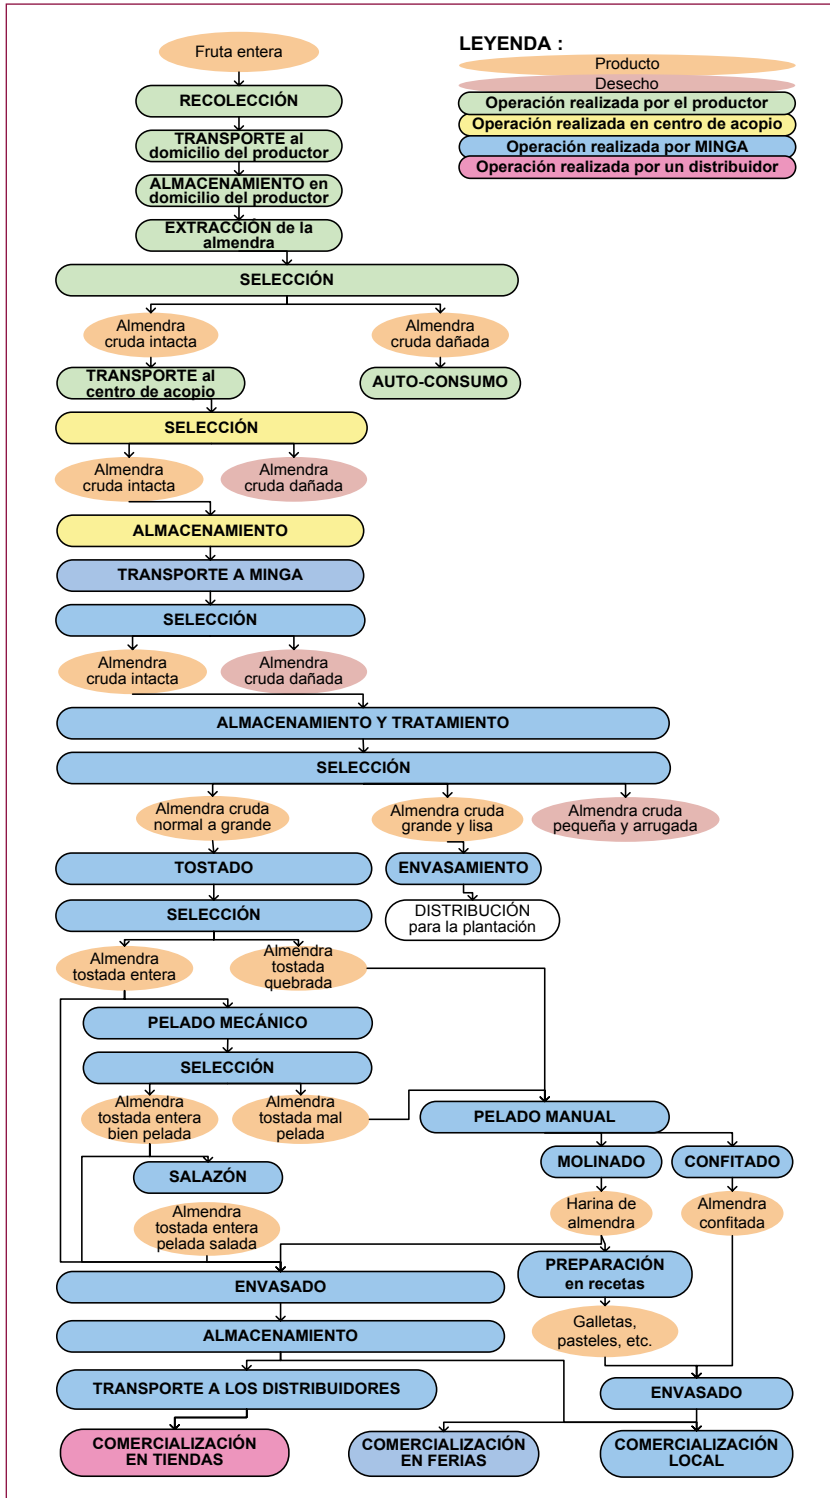 Fruta entera
LEYENDA :
Producto
Desecho
Operación realizada por el productor
Operación realizada en centro de acopio
Operación realizada por MINGA
Operación realizada por un distribuidor
RECOLECCIÓN
TRANSPORTE al
domicilio del productor
ALMACENAMIENTO en
domicilio del productor
EXTRACCIÓN de la
almendra
SELECCIÓN
Almendra
cruda intacta
Almendra
cruda dañada
TRANSPORTE al
centro de acopio
AUTO-CONSUMO
SELECCIÓN
Almendra
cruda intacta
Almendra
cruda dañada
ALMACENAMIENTO
TRANSPORTE A MINGA
SELECCIÓN
Almendra
cruda intacta
Almendra
cruda dañada
ALMACENAMIENTO Y TRATAMIENTO
SELECCIÓN
Almendra cruda
normal a grande
Almendra cruda
grande y lisa
Almendra cruda
pequeña y arrugada
TOSTADO
ENVASAMIENTO
SELECCIÓN
DISTRIBUCIÓN
para la plantación
Almendra
tostada entera
Almendra
tostada
quebrada
PELADO MECÁNICO
SELECCIÓN
Almendra
tostada entera
bien pelada
Almendra
tostada mal
pelada
PELADO MANUAL
SALAZÓN
MOLINADO
CONFITADO
Almendra
tostada entera
pelada salada
Harina de
almendra
Almendra
confitada
ENVASADO
PREPARACIÓN
en recetas
ALMACENAMIENTO
Galletas,
pasteles, etc.
TRANSPORTE A LOS DISTRIBUIDORES
ENVASADO
COMERCIALIZACIÓN
EN TIENDAS
COMERCIALIZACIÓN
EN FERIAS
COMERCIALIZACIÓN
LOCAL